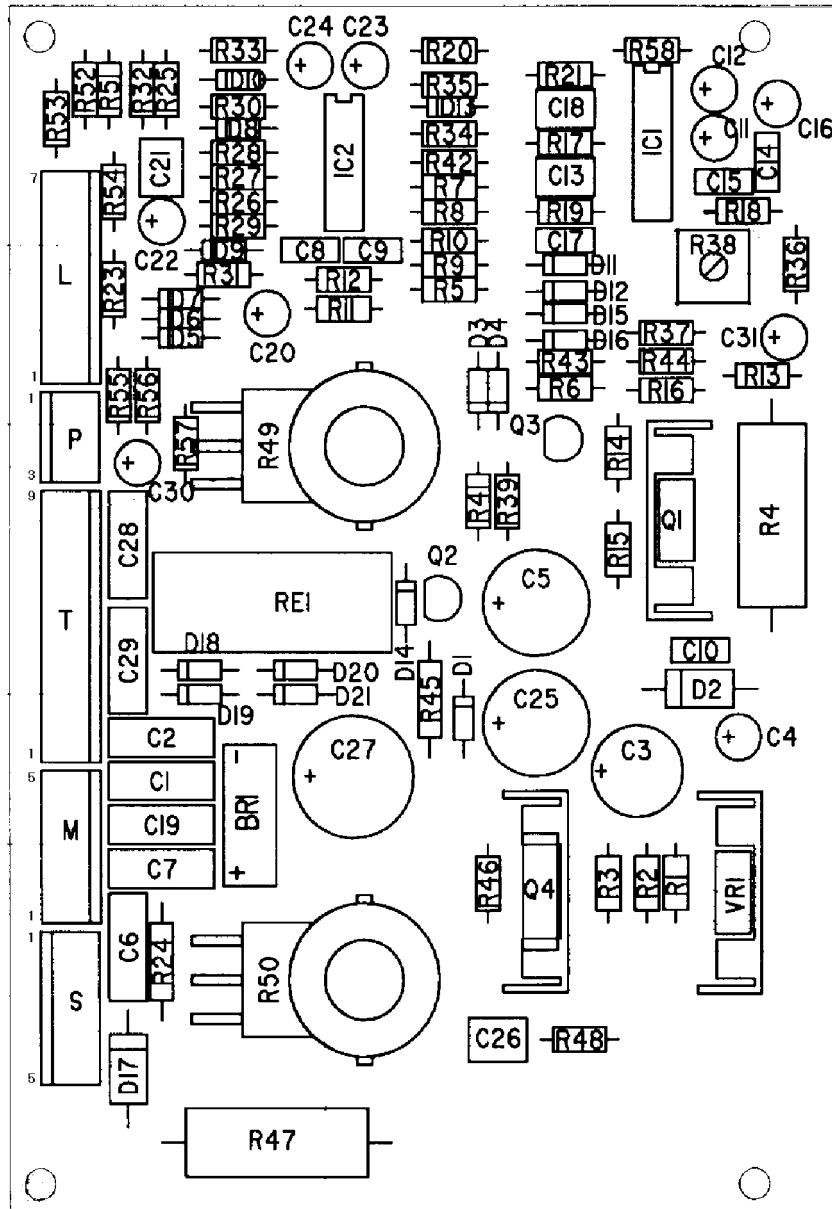 C24 C23
R33 R20 R58 C12
R52 R51 R32 R25 D10 R35 R21
R53 R30 D13 C18 C11 C16
D8 R34 R17 IC1
C21 R28 IC2 R42 C13 C14
7 R54 R27 R7 C15
R26 R8 R19 R18
C22 R29 R10 C17 R38
D9 C8 C9 R9 D11 R36
L R23 R31 R12 R5 D12
D7 R11 D15
D6 D3 D4 D16 R37 C31
D5 C20 R43 R44 R13
1 R55 R56 R6 R16
1
P R57 R49 Q3 R14
3 C30
9 C28 R41 R39 Q1 R4
R15
RE1 Q2 C5
T C29 D18 D20 D14 D1 C10
D19 D21 R45 C25 D2
1 C2 C27 C3 C4
5 C1
M C19 BR1 - +
C7 R46 Q4 R3 R2 R1 VR1
1
1 C6 R24 R50
S C26 R48
5 D17
R47